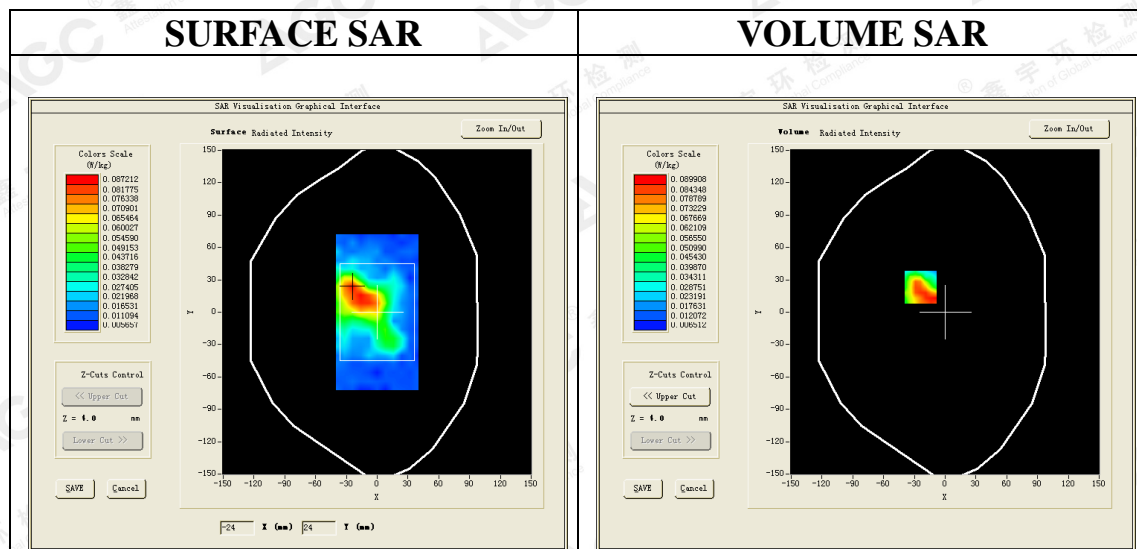 SURFACE SAR
SAR Visualisation Graphical Interface
Surface Radiated Intensity
Zoom In/Out
Colors Scale
(W/kg)
0.087212
0.081775
0.076338
0.070901
0.065464
0.060027
0.054590
0.049153
0.043716
0.038279
0.032842
0.027405
0.021968
0.016531
0.011094
0.005657
Z-Cuts Control
<< Upper Cut
Z = 4.0 mm
Lower Cut >>
SAVE
Cancel
150
120
90
60
30
0
-30
-60
-90
-120
-150
Y
-150 -120 -90 -60 -30 0 30 60 90 120 150
X
-24 X (mm) 24 Y (mm)
VOLUME SAR
SAR Visualisation Graphical Interface
Volume Radiated Intensity
Zoom In/Out
Colors Scale
(W/kg)
0.089908
0.084348
0.078789
0.073229
0.067669
0.062109
0.056550
0.050990
0.045430
0.039870
0.034311
0.028751
0.023191
0.017631
0.012072
0.006512
Z-Cuts Control
<< Upper Cut
Z = 4.0 mm
Lower Cut >>
SAVE
Cancel
150
120
90
60
30
0
-30
-60
-90
-120
-150
Y
-150 -120 -90 -60 -30 0 30 60 90 120 150
X